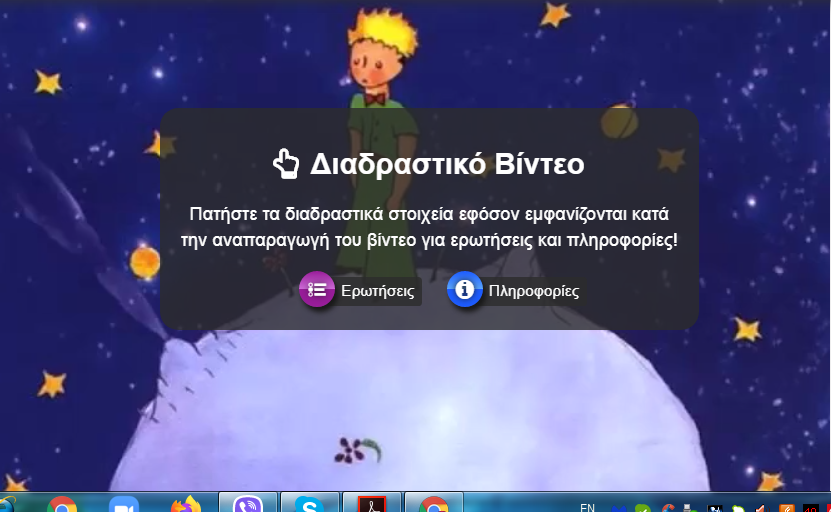 Διαδραστικό Βίντεο
Πατήστε τα διαδραστικά στοιχεία εφόσον εμφανίζονται κατά
την αναπαραγωγή του βίντεο για ερωτήσεις και πληροφορίες!
Ερωτήσεις Πληροφορίες
EN